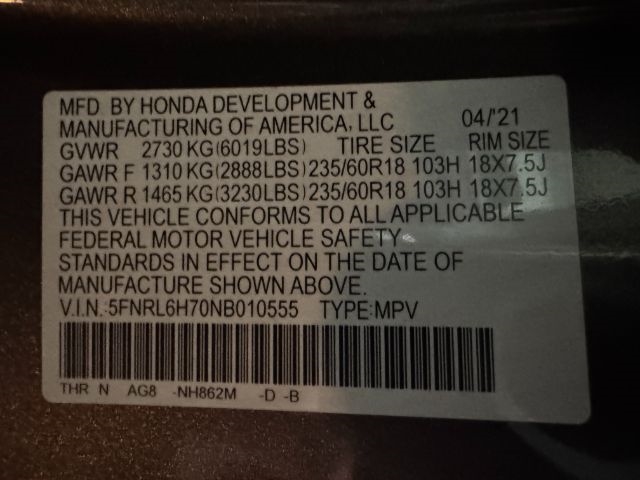 MFD. BY HONDA DEVELOPMENT &
MANUFACTURING OF AMERICA, LLC 04/'21
GVWR 2730 KG(6019LBS) TIRE SIZE RIM SIZE
GAWR F 1310 KG(2888LBS) 235/60R18 103H 18X7.5J
GAWR R 1465 KG(3230LBS) 235/60R18 103H 18X7.5J
THIS VEHICLE CONFORMS TO ALL APPLICABLE
FEDERAL MOTOR VEHICLE SAFETY
STANDARDS IN EFFECT ON THE DATE OF
MANUFACTURE SHOWN ABOVE.
V.I.N.:5FNRL6H70NB010555 TYPE:MPV
THR N AG8 -NH862M -D -B